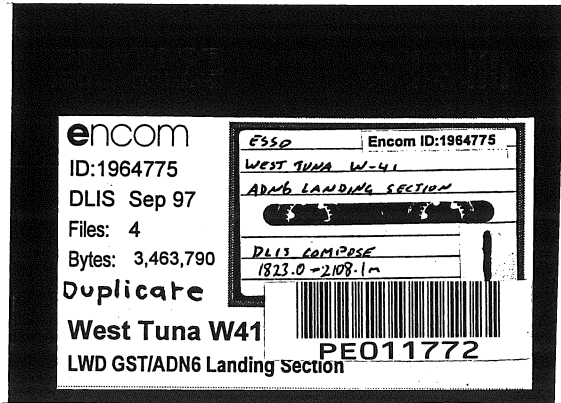 encom
ID:1964775
DLIS Sep 97
Files: 4
Bytes: 3,463,790
Duplicate
West Tuna W41
LWD GST/ADN6 Landing Section
ESSO
Encom ID:1964775
WEST TUNA W-41
ADN6 LANDING SECTION
DLIS COMPOSE
1823.0-2108.1m
PE011772